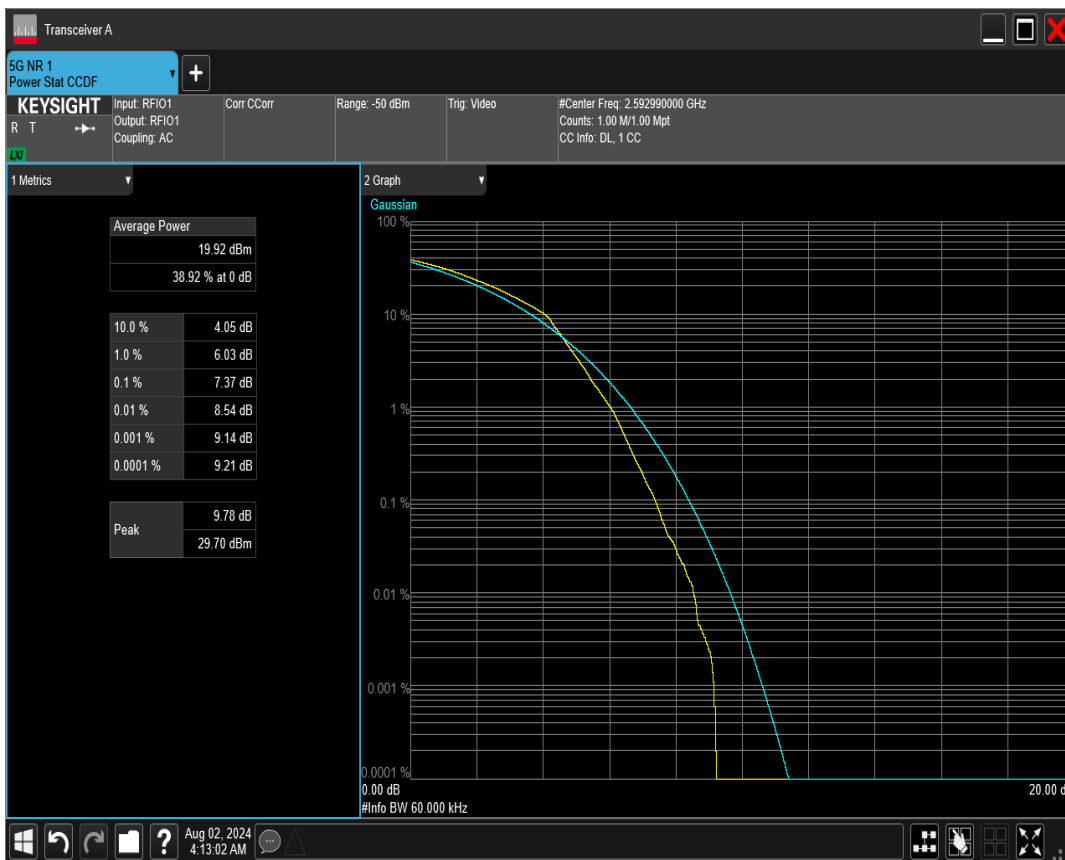 Transceiver A
5G NR 1
Power Stat CCDF
+
KEYSIGHT
R T
LXI
Input: RFIO1
Output: RFIO1
Coupling: AC
Corr CCorr
Range: -50 dBm
Trig: Video
#Center Freq: 2.592990000 GHz
Counts: 1.00 M/1.00 Mpt
CC Info: DL, 1 CC
1 Metrics
Average Power
19.92 dBm
38.92 % at 0 dB
10.0 % 4.05 dB
1.0 % 6.03 dB
0.1 % 7.37 dB
0.01 % 8.54 dB
0.001 % 9.14 dB
0.0001 % 9.21 dB
Peak
9.78 dB
29.70 dBm
2 Graph
Gaussian
100 %
10 %
1 %
0.1 %
0.01 %
0.001 %
0.0001 %
0.00 dB
20.00 d
#Info BW 60.000 kHz
?
Aug 02, 2024
4:13:02 AM